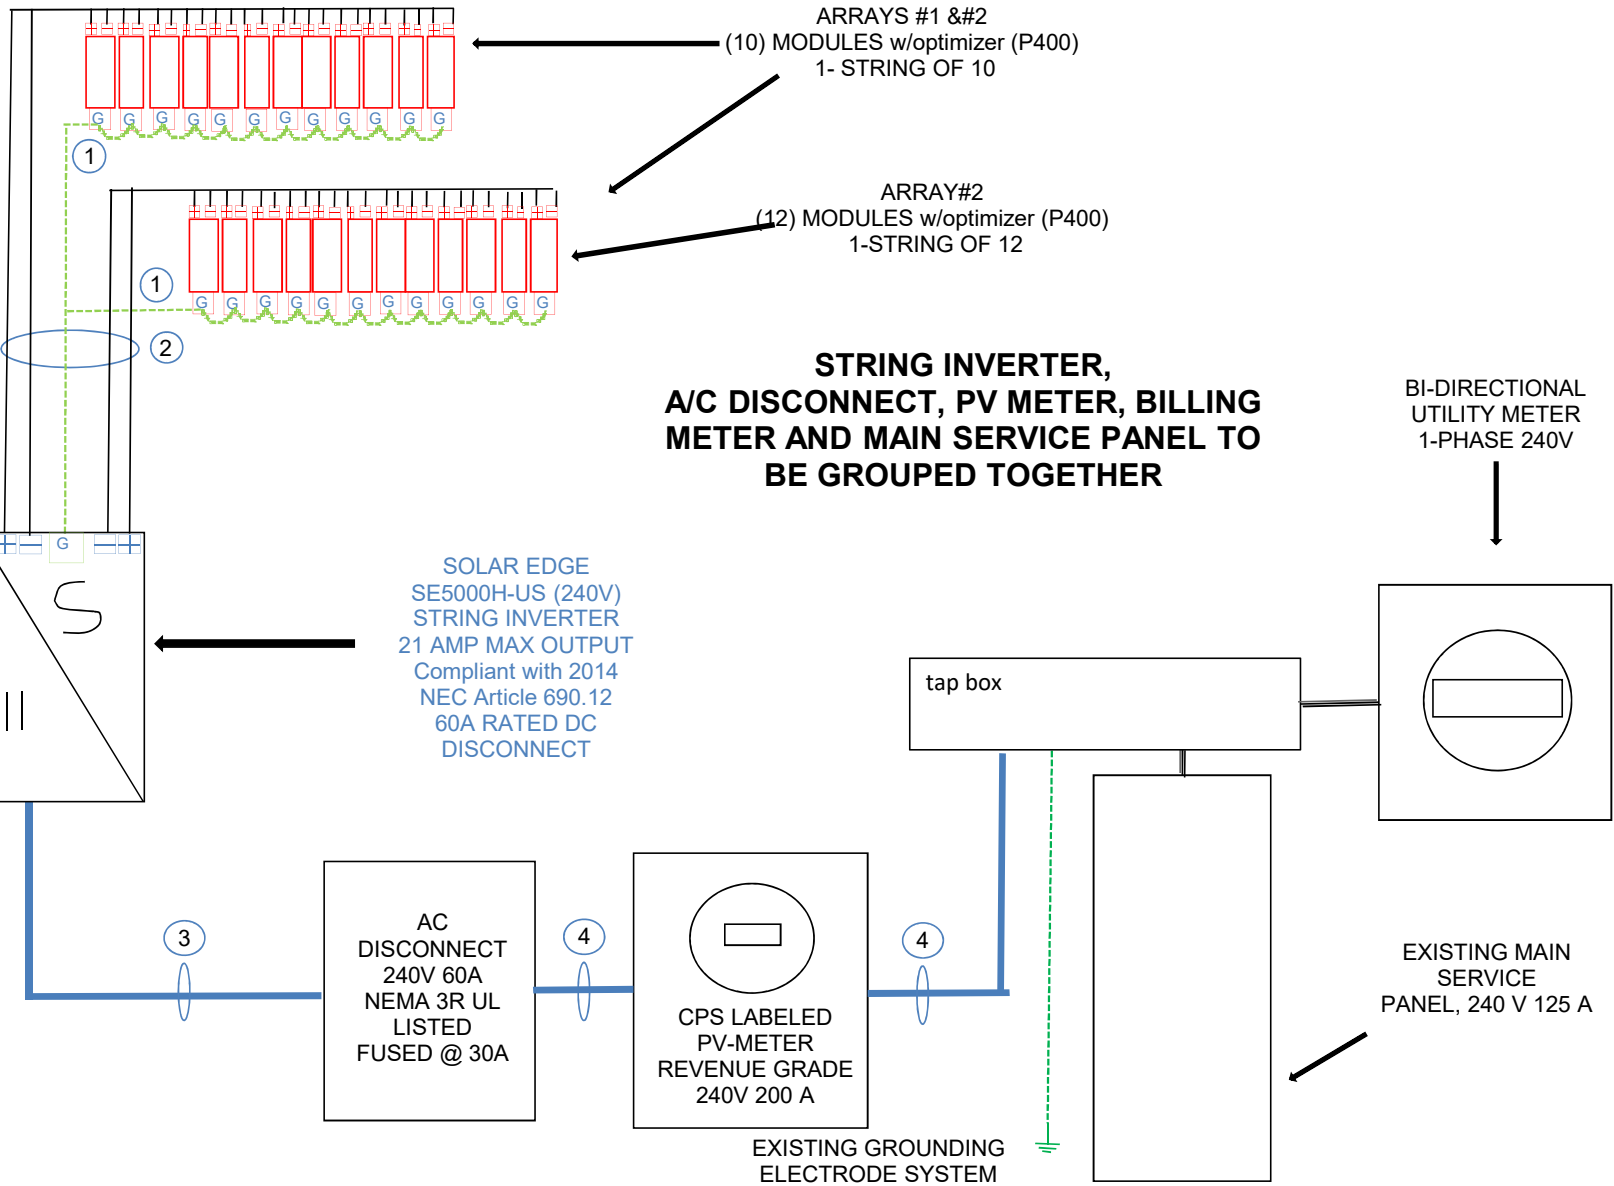 ARRAYS #1 &#2
(10) MODULES w/optimizer (P400)
1- STRING OF 10
G G G G G G G G G G G G
1
ARRAY#2
(12) MODULES w/optimizer (P400)
1-STRING OF 12
1
G G G G G G G G G G G G
2
STRING INVERTER,
A/C DISCONNECT, PV METER, BILLING
METER AND MAIN SERVICE PANEL TO
BE GROUPED TOGETHER
BI-DIRECTIONAL
UTILITY METER
1-PHASE 240V
G
SOLAR EDGE
SE5000H-US (240V)
STRING INVERTER
21 AMP MAX OUTPUT
Compliant with 2014
NEC Article 690.12
60A RATED DC
DISCONNECT
tap box
3
AC
DISCONNECT
240V 60A
NEMA 3R UL
LISTED
FUSED @ 30A
4
CPS LABELED
PV-METER
REVENUE GRADE
240V 200 A
4
EXISTING MAIN
SERVICE
PANEL, 240 V 125 A
EXISTING GROUNDING
ELECTRODE SYSTEM